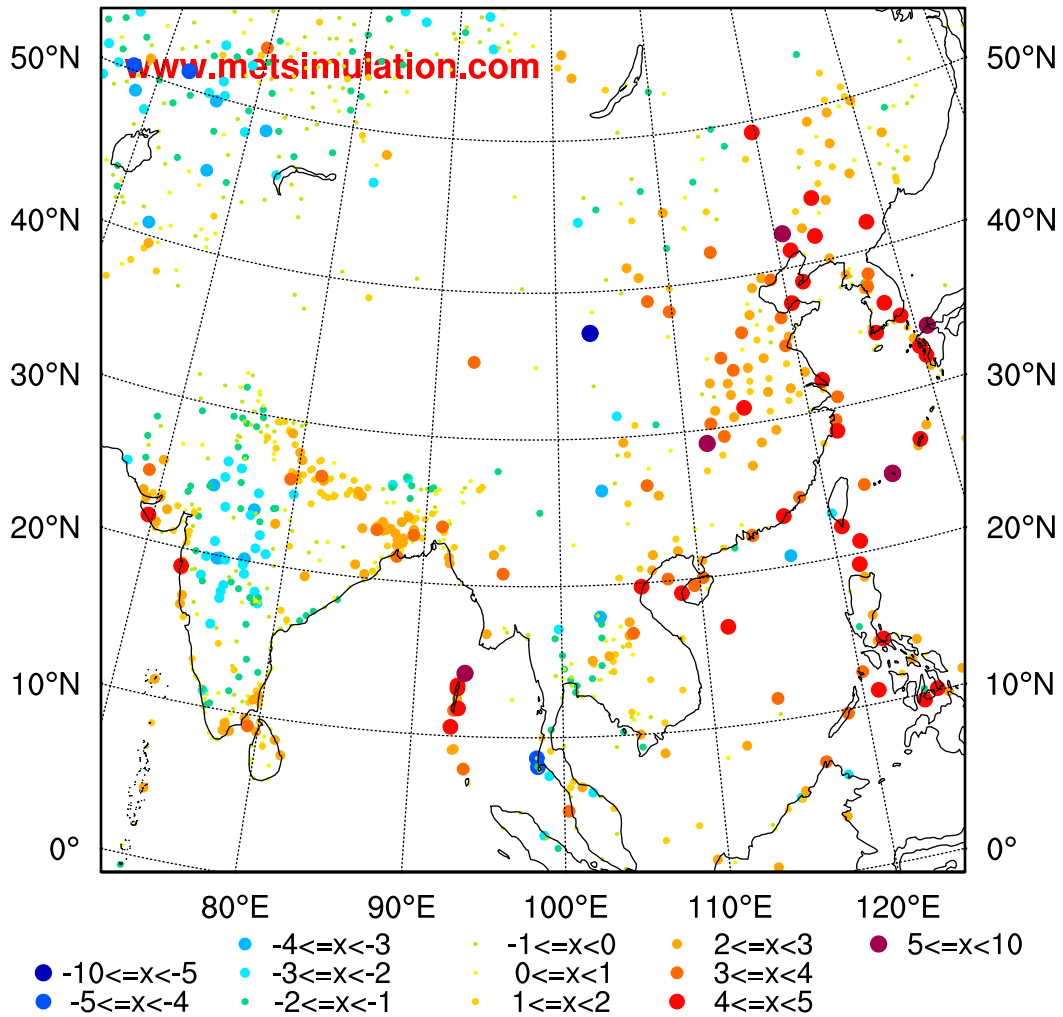 50°N 50°N
www.metsimulation.com
40°N 40°N
30°N 30°N
20°N 20°N
10°N 10°N
0° 0°
80°E 90°E 100°E 110°E 120°E
-4<=x<-3 -1<=x<0 2<=x<3 5<=x<10
-10<=x<-5 -3<=x<-2 0<=x<1 3<=x<4
-5<=x<-4 -2<=x<-1 1<=x<2 4<=x<5